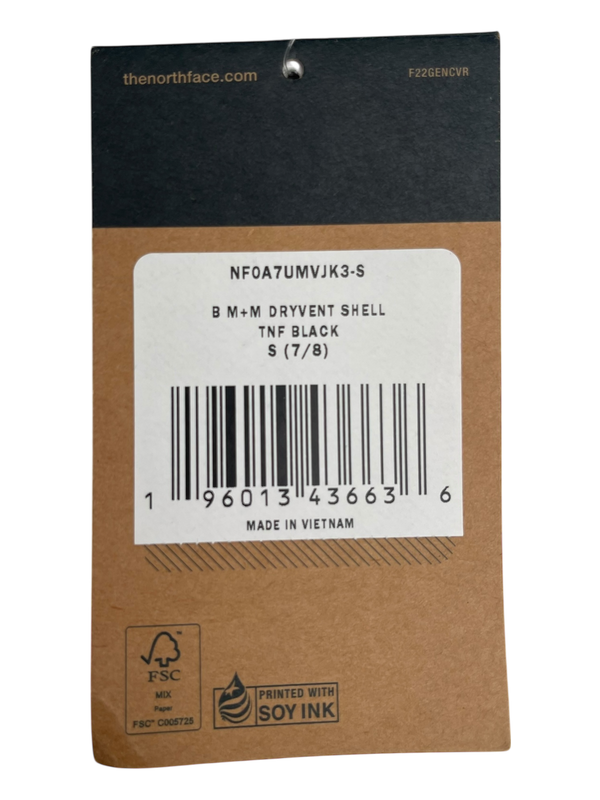 thenorthface.com
F22GENCVR
NF0A7UMVJK3-S
B M+M DRYVENT SHELL
TNF BLACK
S (7/8)
1 96013 43663 6
MADE IN VIETNAM
FSC
MIX
Paper
FSC® C005725
PRINTED WITH
SOY INK